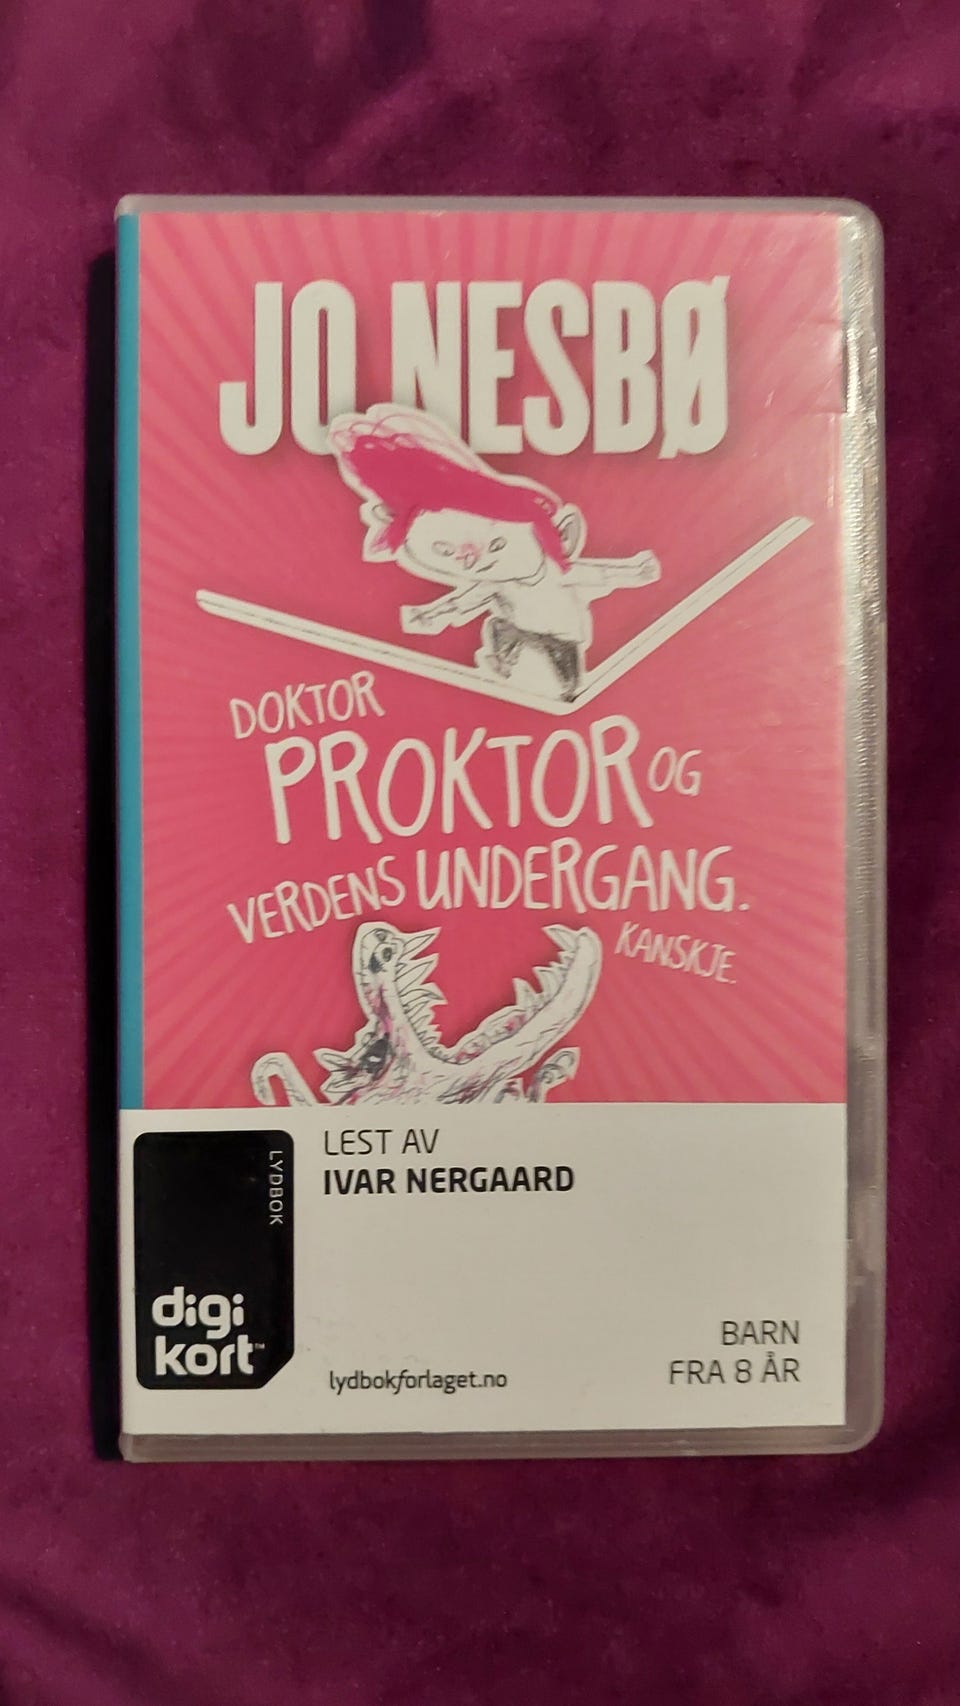 JO NESBØ
DOKTOR
PROKTOR OG
VERDENS UNDERGANG.
KANSKJE.
LEST AV
IVAR NERGAARD
LYDBOK
digi
kort™
lydbokforlaget.no
BARN
FRA 8 ÅR